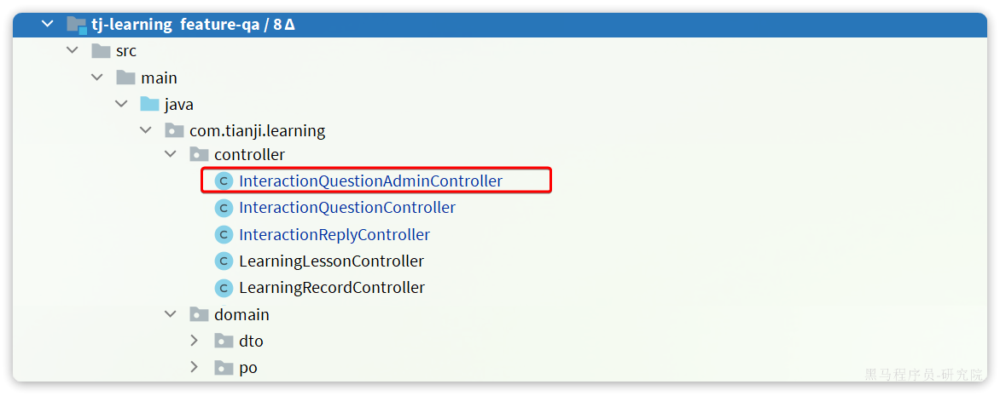 tj-learning feature-qa / 8 Δ
src
main
java
com.tianji.learning
controller
C InteractionQuestionAdminController
C InteractionQuestionController
C InteractionReplyController
C LearningLessonController
C LearningRecordController
domain
dto
po
黑马程序员-研究院